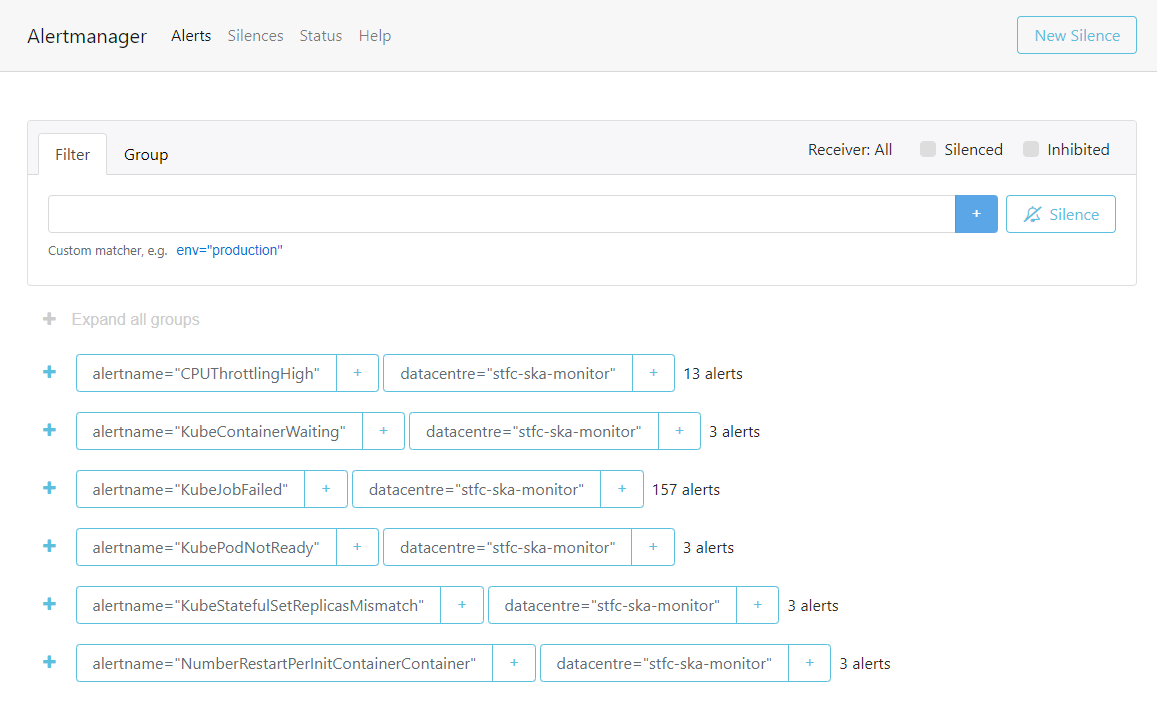 Alertmanager Alerts Silences Status Help New Silence
Filter Group Receiver: All Silenced Inhibited
+ Silence
Custom matcher, e.g. env="production"
+ Expand all groups
+ alertname="CPUThrottlingHigh" + datacentre="stfc-ska-monitor" + 13 alerts
+ alertname="KubeContainerWaiting" + datacentre="stfc-ska-monitor" + 3 alerts
+ alertname="KubeJobFailed" + datacentre="stfc-ska-monitor" + 157 alerts
+ alertname="KubePodNotReady" + datacentre="stfc-ska-monitor" + 3 alerts
+ alertname="KubeStatefulSetReplicasMismatch" + datacentre="stfc-ska-monitor" + 3 alerts
+ alertname="NumberRestartPerInitContainerContainer" + datacentre="stfc-ska-monitor" + 3 alerts